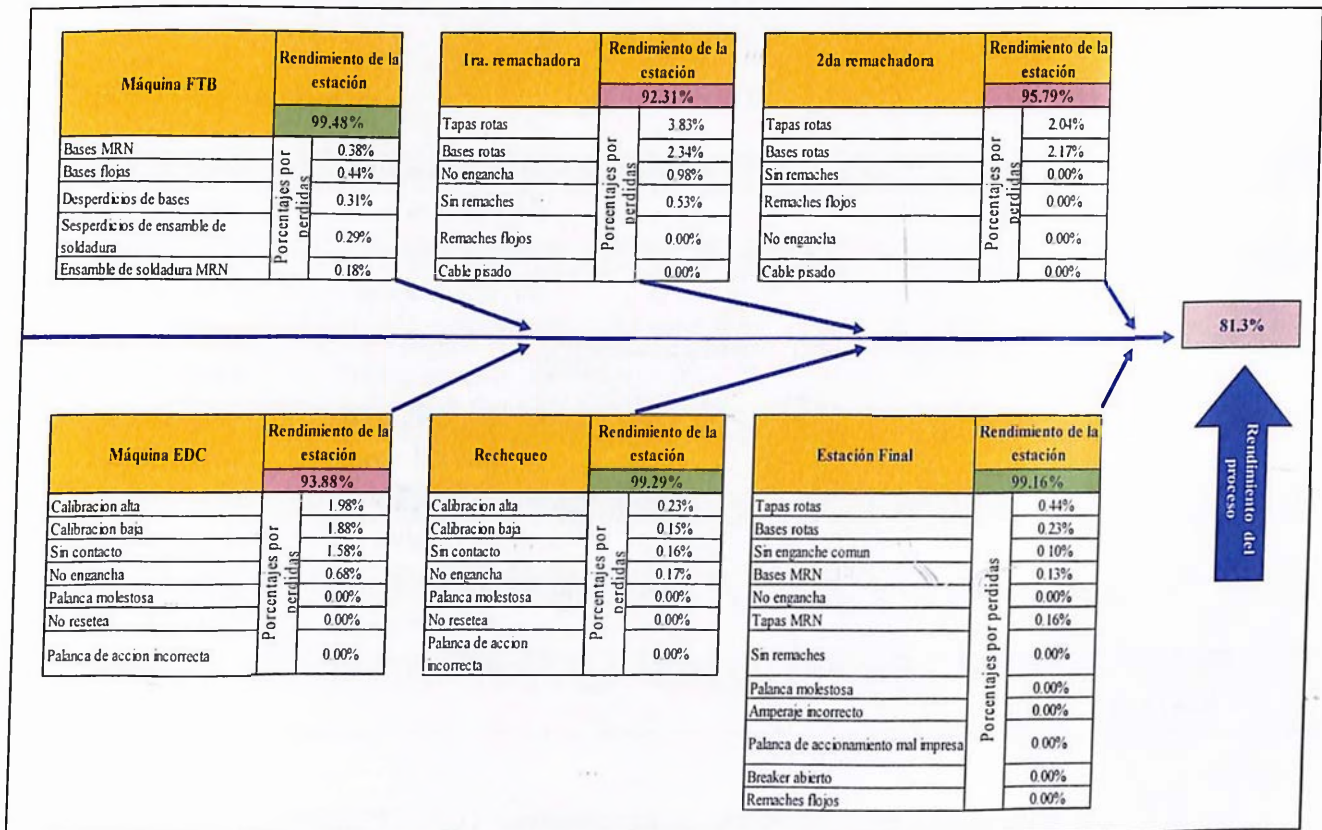 Máquina FTB
Rendimiento de la
estación
99.48%
Bases MRN
0.38%
Bases flojas
0.44%
Desperdicios de bases
0.31%
Sesperdicios de ensamble de
soldadura
0.29%
Ensamble de soldadura MRN
0.18%
Porcentajes por
perdidas
1ra. remachadora
Rendimiento de la
estación
92.31%
Tapas rotas
3.83%
Bases rotas
2.34%
No engancha
0.98%
Sin remaches
0.53%
Remaches flojos
0.00%
Cable pisado
0.00%
Porcentajes por
perdidas
2da remachadora
Rendimiento de la
estación
95.79%
Tapas rotas
2.04%
Bases rotas
2.17%
Sin remaches
0.00%
Remaches flojos
0.00%
No engancha
0.00%
Cable pisado
0.00%
Porcentajes por
perdidas
81.3%
Rendimiento del
proceso
Máquina EDC
Rendimiento de la
estación
93.88%
Calibracion alta
1.98%
Calibracion baja
1.88%
Sin contacto
1.58%
No engancha
0.68%
Palanca molestosa
0.00%
No resetea
0.00%
Palanca de accion incorrecta
0.00%
Porcentajes por
perdidas
Rechequeo
Rendimiento de la
estación
99.29%
Calibracion alta
0.23%
Calibracion baja
0.15%
Sin contacto
0.16%
No engancha
0.17%
Palanca molestosa
0.00%
No resetea
0.00%
Palanca de accion
incorrecta
0.00%
Porcentajes por
perdidas
Estación Final
Rendimiento de la
estación
99.16%
Tapas rotas
0.44%
Bases rotas
0.23%
Sin enganche comun
0.10%
Bases MRN
0.13%
No engancha
0.00%
Tapas MRN
0.16%
Sin remaches
0.00%
Palanca molestosa
0.00%
Amperaje incorrecto
0.00%
Palanca de accionamiento mal impresa
0.00%
Breaker abierto
0.00%
Remaches flojos
0.00%
Porcentajes por perdidas